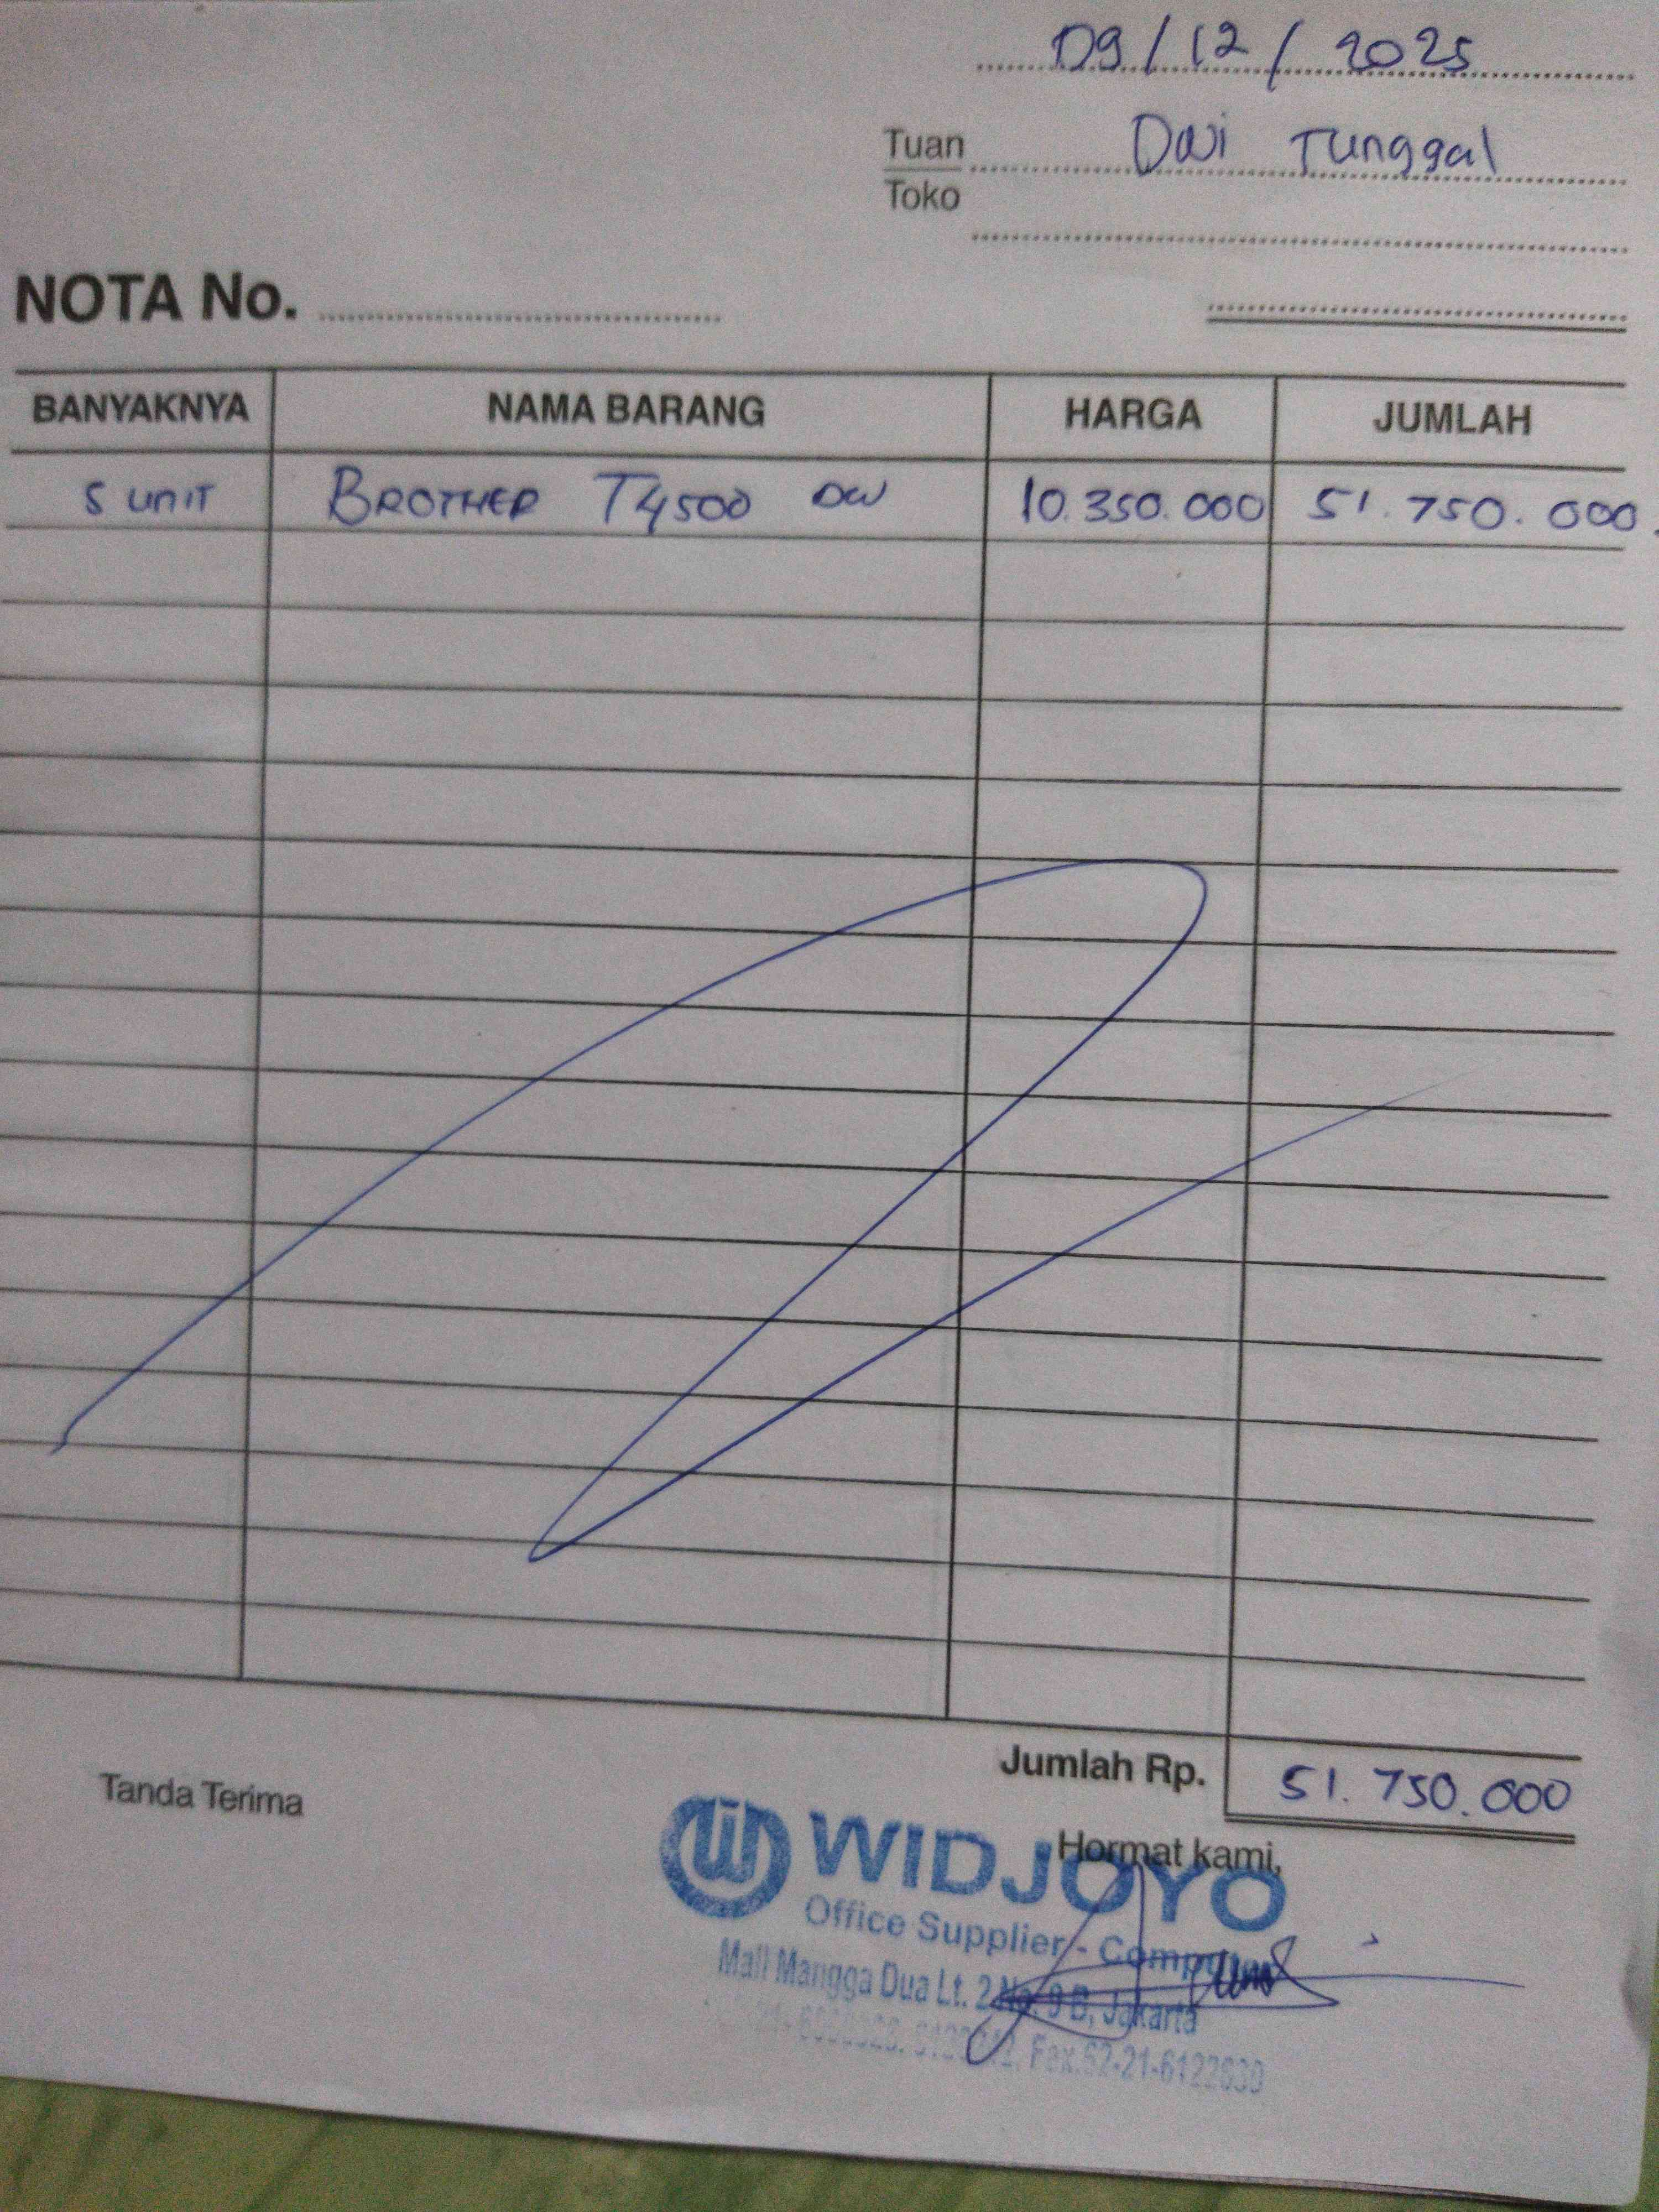 09/12/2025
Tuan Dwi Tunggal
Toko
NOTA No.
BANYAKNYA NAMA BARANG HARGA JUMLAH
5 UNIT BROTHER T4500 DW 10.350.000 51.750.000
Jumlah Rp. 51.750.000
Tanda Terima
Hormat kami,
WIDJOYO
Office Supplier - Computer
Mall Mangga Dua Lt. 2 No. 9 B, Jakarta
Fax.62-21-6122639